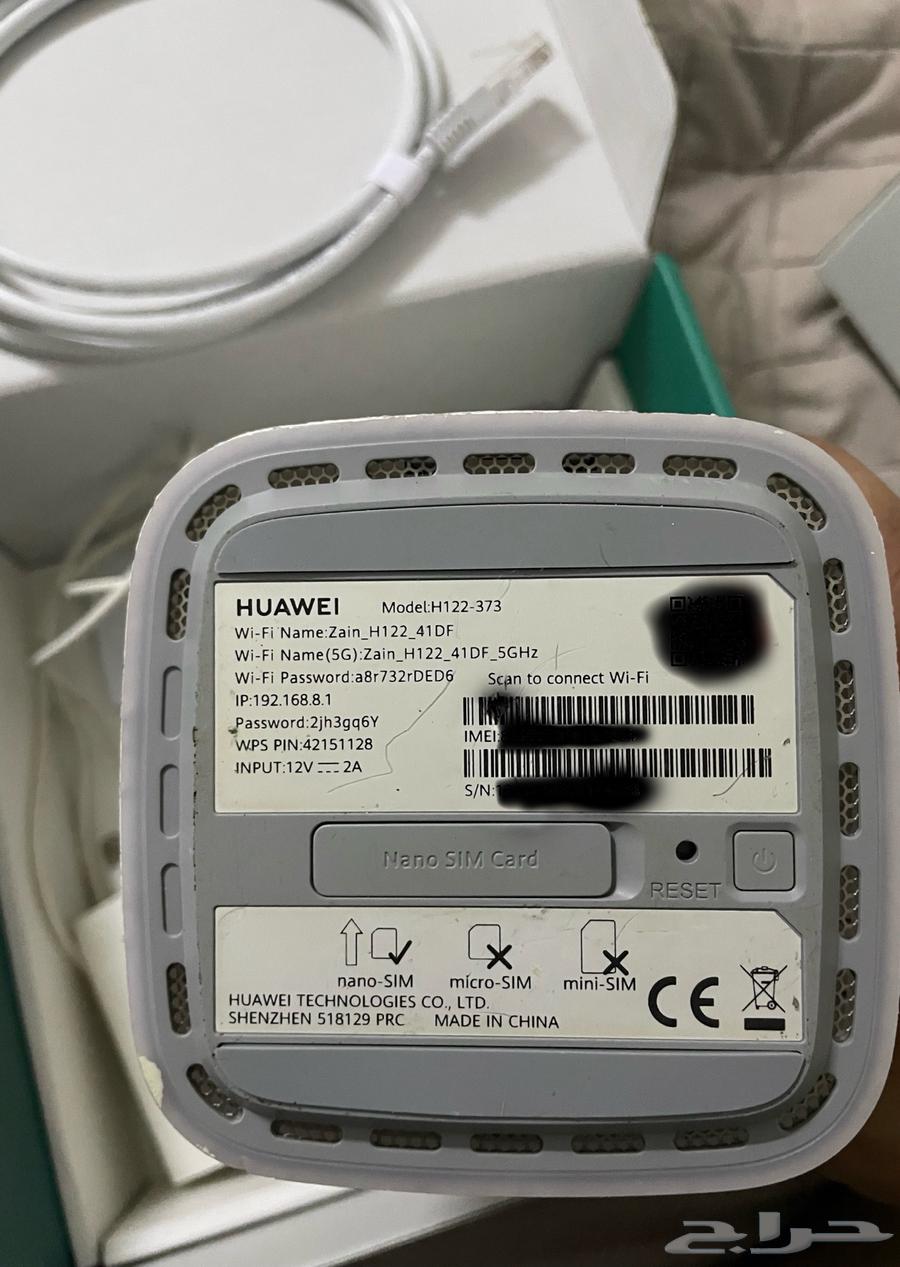 HUAWEI Model:H122-373
Wi-Fi Name:Zain_H122_41DF
Wi-Fi Name(5G):Zain_H122_41DF_5GHz
Wi-Fi Password:a8r732rDED6
Scan to connect Wi-Fi
IP:192.168.8.1
Password:2jh3gq6Y
IMEI:
WPS PIN:42151128
INPUT:12V ⎓ 2A
S/N:
Nano SIM Card
RESET
nano-SIM micro-SIM mini-SIM
HUAWEI TECHNOLOGIES CO., LTD.
SHENZHEN 518129 PRC MADE IN CHINA
CE
حراج